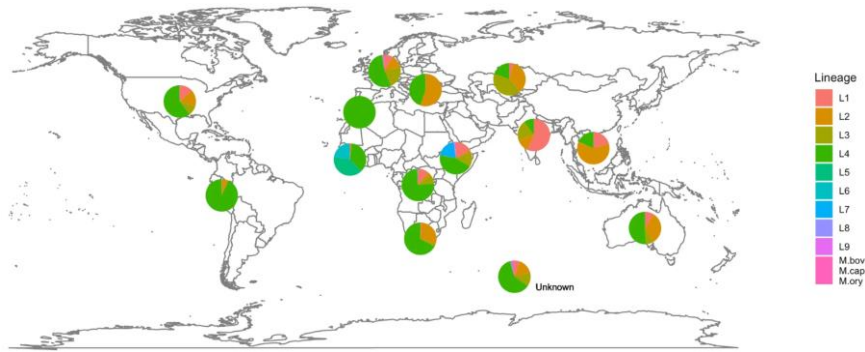 Lineage
L1
L2
L3
L4
L5
L6
L7
L8
L9
M.bov
M.cap
M.ory
Unknown